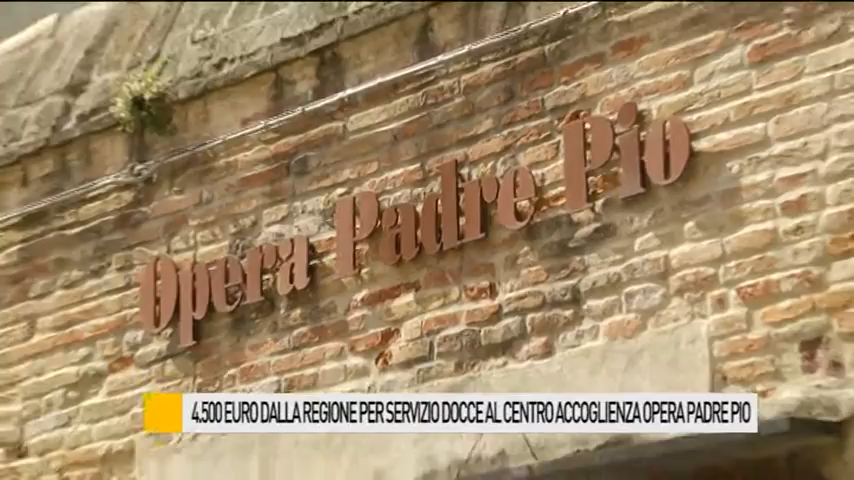 Opera Padre Pio
4.500 EURO DALLA REGIONE PER SERVIZIO DOCCE AL CENTRO ACCOGLIENZA OPERA PADRE PIO